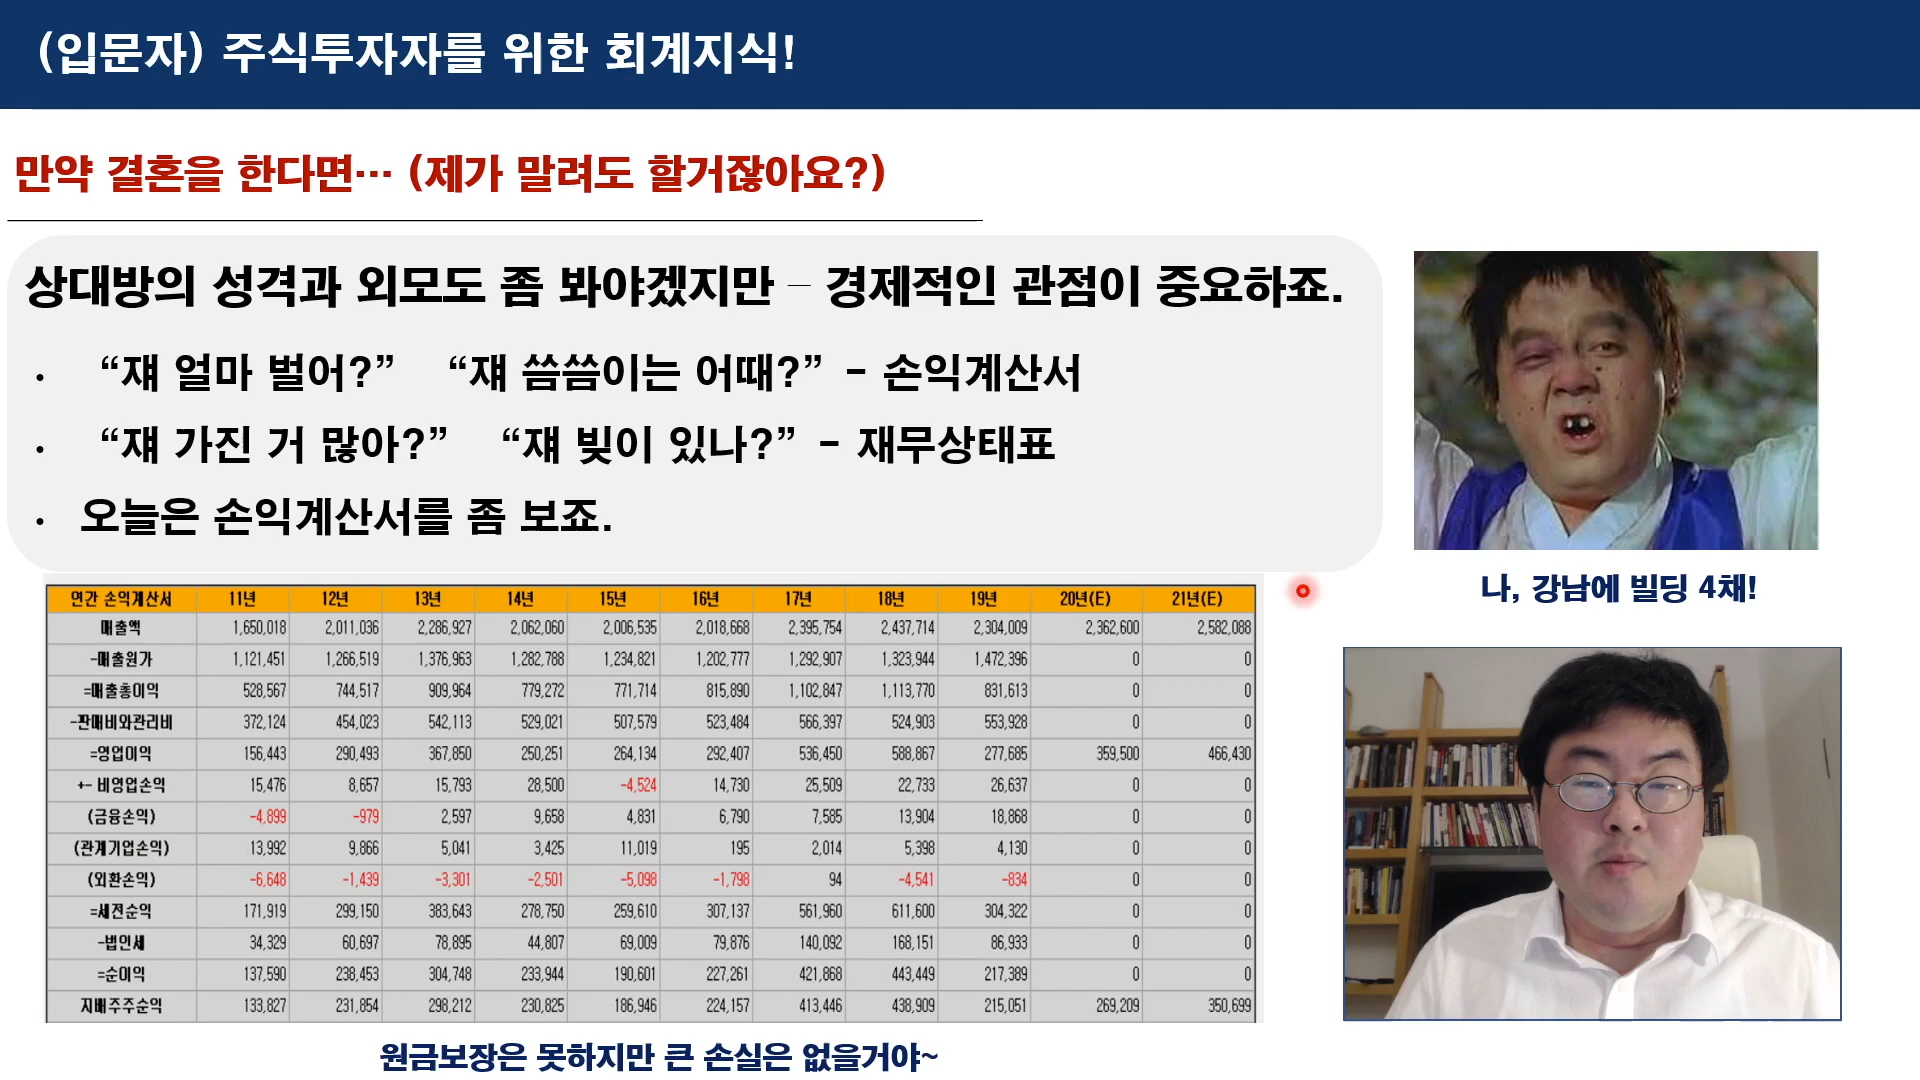 (입문자) 주식투자자를 위한 회계지식!
만약 결혼을 한다면… (제가 말려도 할거잖아요?)
상대방의 성격과 외모도 좀 봐야겠지만 – 경제적인 관점이 중요하죠.
• “쟤 얼마 벌어?” “쟤 씀씀이는 어때?” - 손익계산서
• “쟤 가진 거 많아?” “쟤 빚이 있나?” - 재무상태표
• 오늘은 손익계산서를 좀 보죠.
나, 강남에 빌딩 4채!
연간 손익계산서 11년 12년 13년 14년 15년 16년 17년 18년 19년 20년(E) 21년(E)
매출액 1,650,018 2,011,036 2,286,927 2,062,060 2,006,535 2,018,668 2,395,754 2,437,714 2,304,009 2,362,600 2,582,088
-매출원가 1,121,451 1,266,519 1,376,963 1,282,788 1,234,821 1,202,777 1,292,907 1,323,944 1,472,396 0 0
=매출총이익 528,567 744,517 909,964 779,272 771,714 815,890 1,102,847 1,113,770 831,613 0 0
-판매비와관리비 372,124 454,023 542,113 529,021 507,579 523,484 566,397 524,903 553,928 0 0
=영업이익 156,443 290,493 367,850 250,251 264,134 292,407 536,450 588,867 277,685 359,500 466,430
+- 비영업손익 15,476 8,657 15,793 28,500 -4,524 14,730 25,509 22,733 26,637 0 0
(금융손익) -4,899 -979 2,597 9,658 4,831 6,790 7,585 13,904 18,868 0 0
(관계기업손익) 13,992 9,866 5,041 3,425 11,019 195 2,014 5,398 4,130 0 0
(외환손익) -6,648 -1,439 -3,301 -2,501 -5,098 -1,798 94 -4,541 -834 0 0
=세전순익 171,919 299,150 383,643 278,750 259,610 307,137 561,960 611,600 304,322 0 0
-법인세 34,329 60,697 78,895 44,807 69,009 79,876 140,092 168,151 86,933 0 0
=순이익 137,590 238,453 304,748 233,944 190,601 227,261 421,868 443,449 217,389 0 0
지배주주순익 133,827 231,854 298,212 230,825 186,946 224,157 413,446 438,909 215,051 269,209 350,699
원금보장은 못하지만 큰 손실은 없을거야~